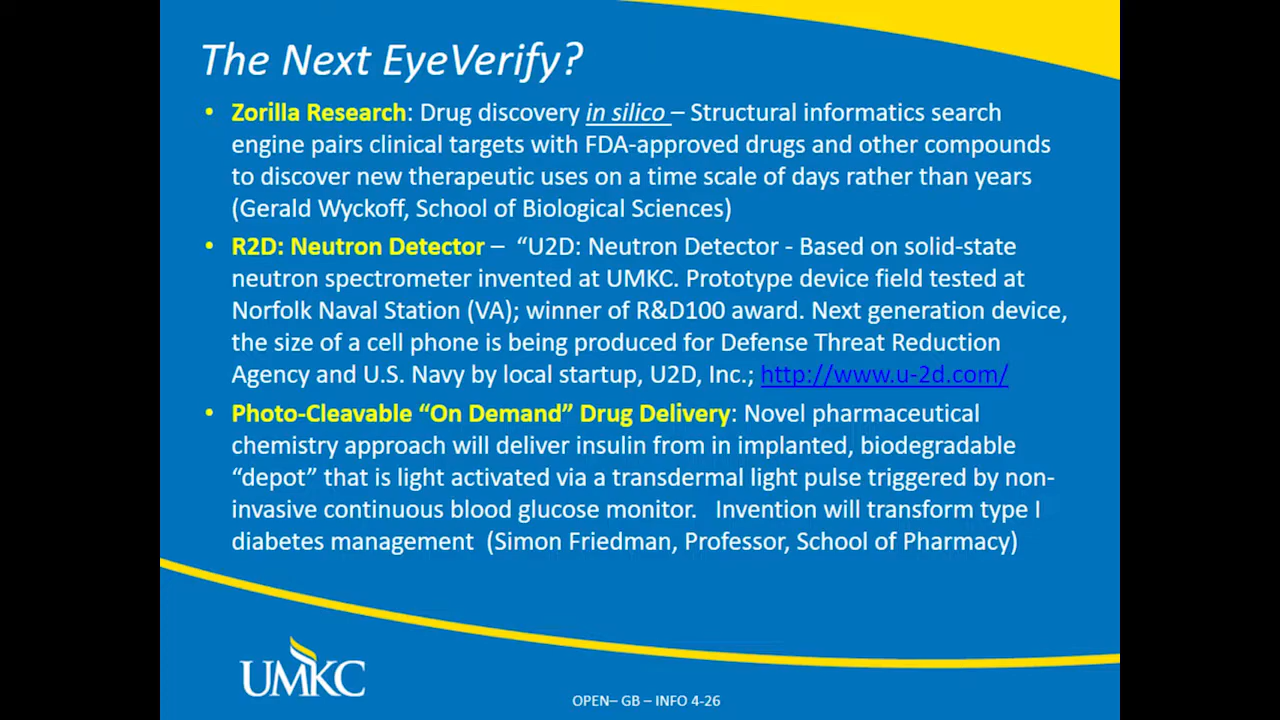 The Next EyeVerify?
• Zorilla Research: Drug discovery in silico – Structural informatics search
engine pairs clinical targets with FDA-approved drugs and other compounds
to discover new therapeutic uses on a time scale of days rather than years
(Gerald Wyckoff, School of Biological Sciences)
• R2D: Neutron Detector – “U2D: Neutron Detector - Based on solid-state
neutron spectrometer invented at UMKC. Prototype device field tested at
Norfolk Naval Station (VA); winner of R&D100 award. Next generation device,
the size of a cell phone is being produced for Defense Threat Reduction
Agency and U.S. Navy by local startup, U2D, Inc.; http://www.u-2d.com/
• Photo-Cleavable “On Demand” Drug Delivery: Novel pharmaceutical
chemistry approach will deliver insulin from in implanted, biodegradable
“depot” that is light activated via a transdermal light pulse triggered by non-
invasive continuous blood glucose monitor. Invention will transform type I
diabetes management (Simon Friedman, Professor, School of Pharmacy)
UMKC
OPEN– GB – INFO 4-26